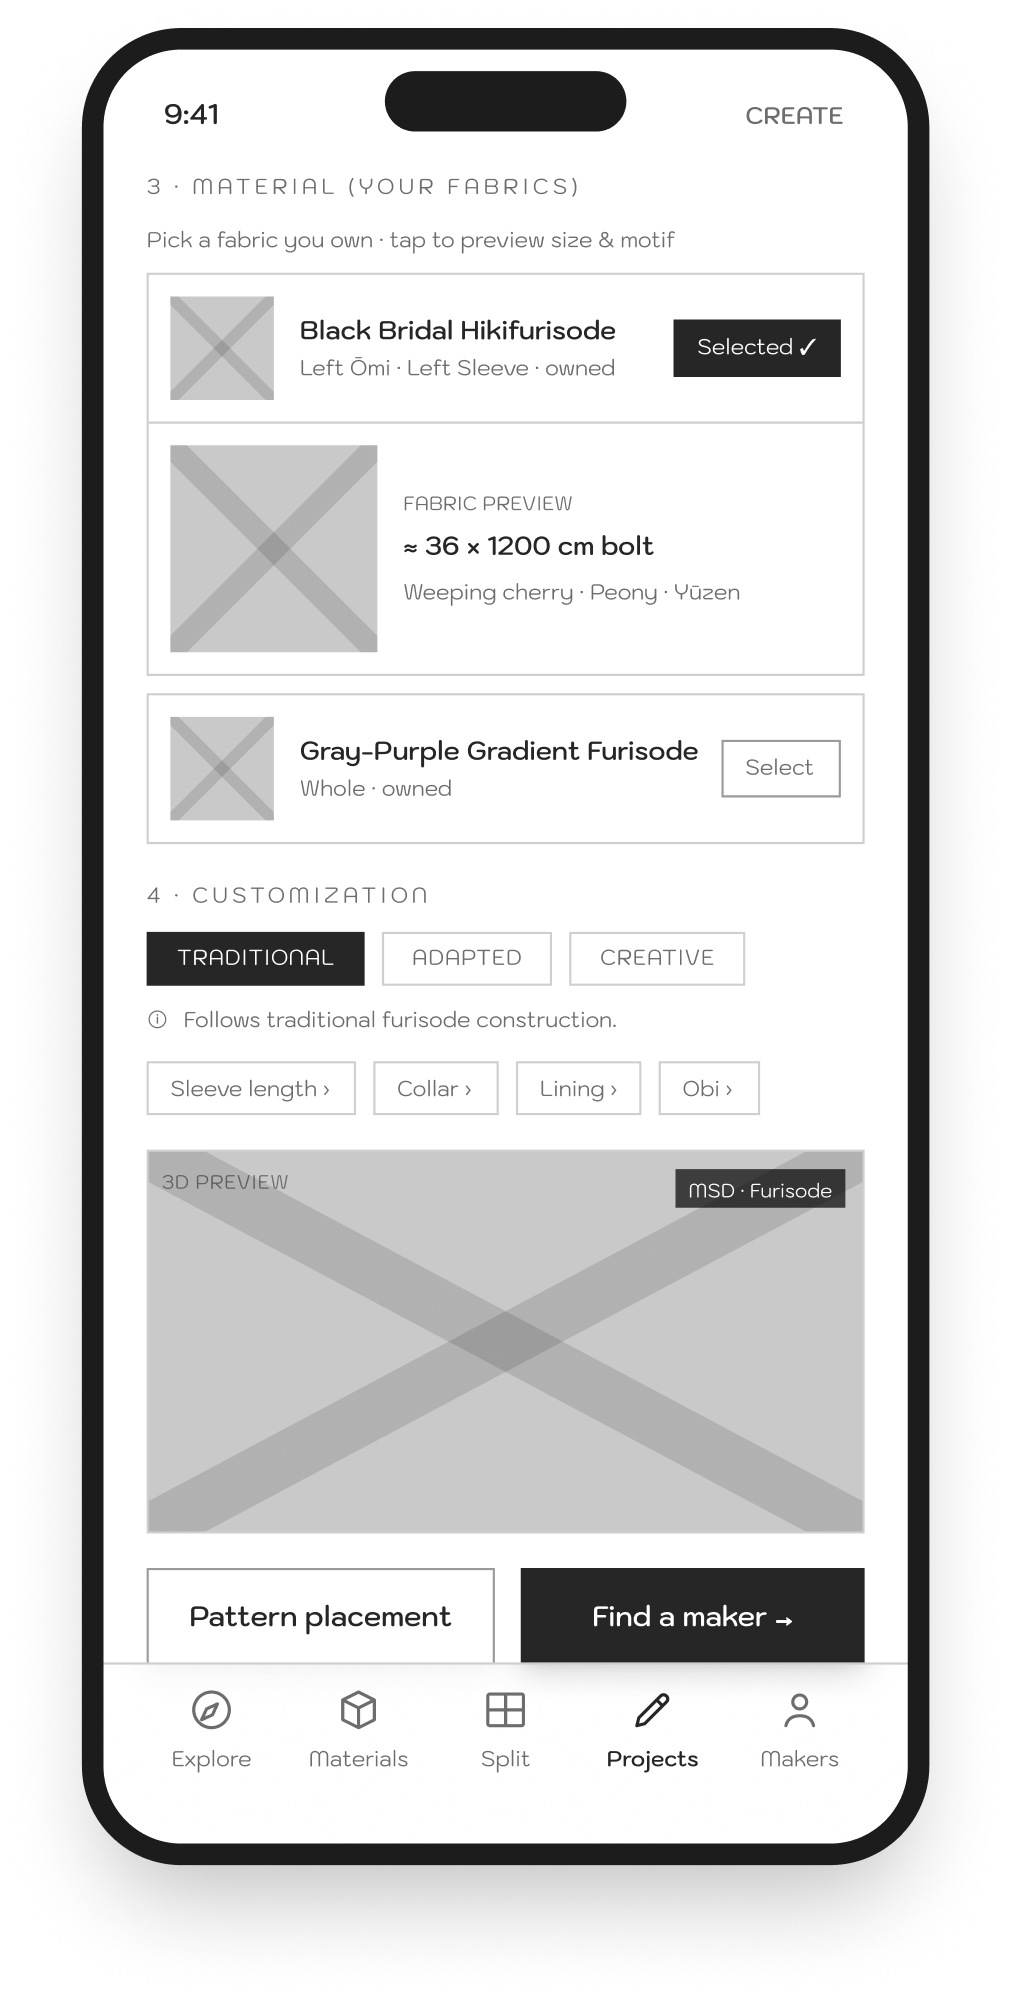 9:41
CREATE
3 · MATERIAL (YOUR FABRICS)
Pick a fabric you own · tap to preview size & motif
Black Bridal Hikifurisode
Left Ōmi · Left Sleeve · owned
Selected ✓
FABRIC PREVIEW
≈ 36 × 1200 cm bolt
Weeping cherry · Peony · Yūzen
Gray-Purple Gradient Furisode
Whole · owned
Select
4 · CUSTOMIZATION
TRADITIONAL
ADAPTED
CREATIVE
ⓘ Follows traditional furisode construction.
Sleeve length ›
Collar ›
Lining ›
Obi ›
3D PREVIEW
MSD · Furisode
Pattern placement
Find a maker →
Explore
Materials
Split
Projects
Makers